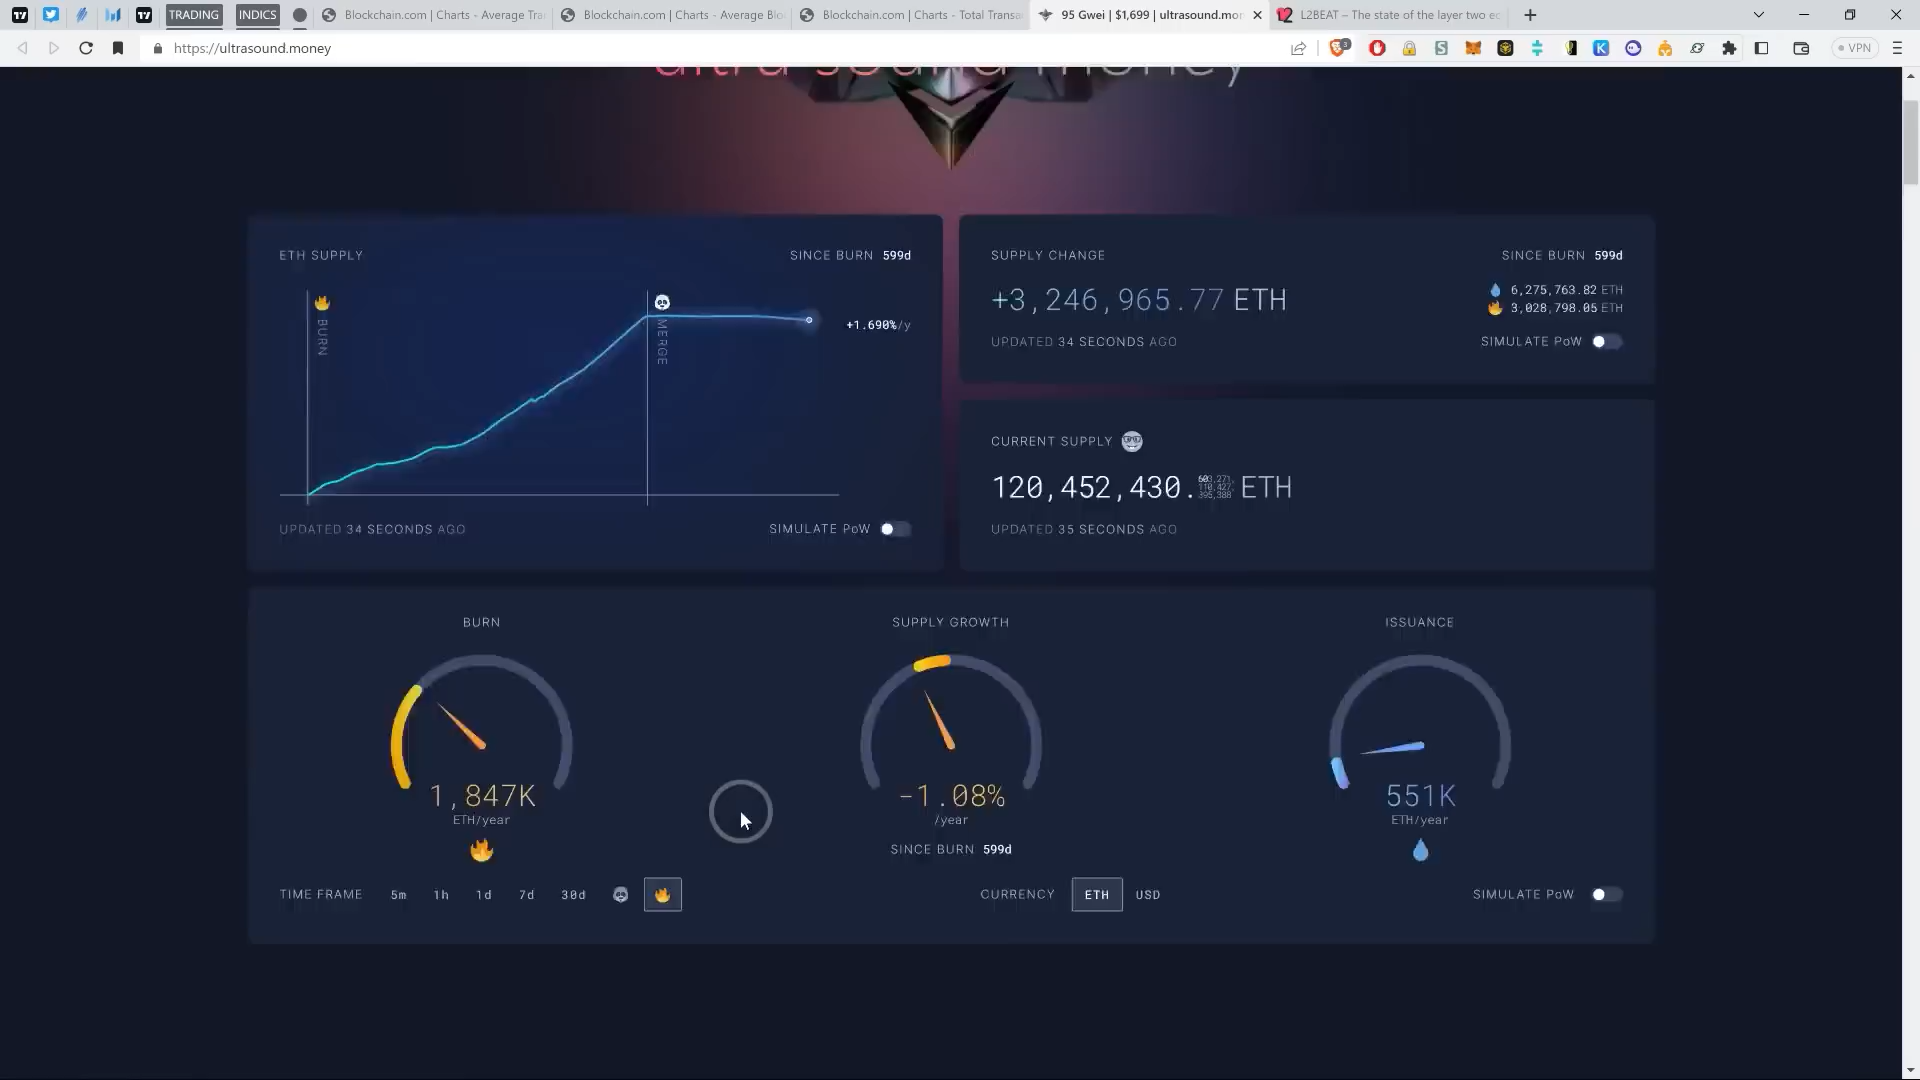 TRADING
INDICS
Blockchain.com | Charts - Average Tra
Blockchain.com | Charts - Average Blo
Blockchain.com | Charts - Total Transa
95 Gwei | $1,699 | ultrasound.mon
L2BEAT – The state of the layer two ec
https://ultrasound.money
3
VPN
ultra sound money
ETH SUPPLY
SINCE BURN 599d
BURN
MERGE
+1.690%/y
UPDATED 34 SECONDS AGO
SIMULATE PoW
SUPPLY CHANGE
SINCE BURN 599d
+3,246,965.77 ETH
6,275,763.82 ETH
3,028,798.05 ETH
UPDATED 34 SECONDS AGO
SIMULATE PoW
CURRENT SUPPLY
120,452,430. ETH
UPDATED 35 SECONDS AGO
BURN
1,847K
ETH/year
SUPPLY GROWTH
-1.08%
/year
SINCE BURN 599d
ISSUANCE
551K
ETH/year
TIME FRAME 5m 1h 1d 7d 30d
CURRENCY ETH USD
SIMULATE PoW